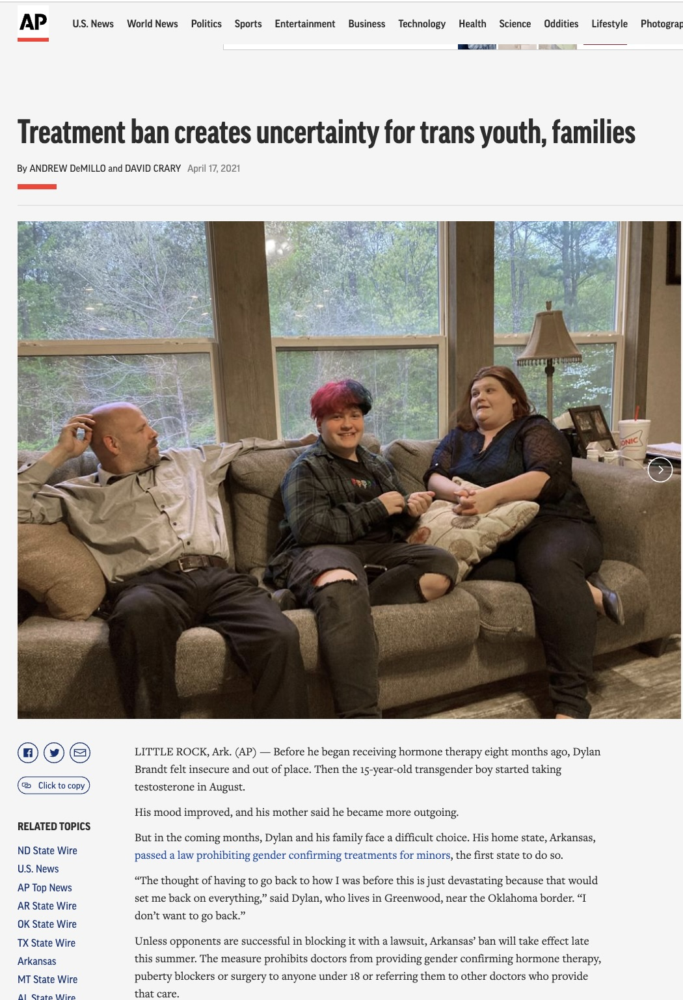 AP
U.S. News World News Politics Sports Entertainment Business Technology Health Science Oddities Lifestyle
Treatment ban creates uncertainty for trans youth, families
By ANDREW DeMILLO and DAVID CRARY April 17, 2021
SONIC
LITTLE ROCK, Ark. (AP) — Before he began receiving hormone therapy eight months ago, Dylan
Brandt felt insecure and out of place. Then the 15-year-old transgender boy started taking
testosterone in August.
His mood improved, and his mother said he became more outgoing.
But in the coming months, Dylan and his family face a difficult choice. His home state, Arkansas,
passed a law prohibiting gender confirming treatments for minors, the first state to do so.
“The thought of having to go back to how I was before this is just devastating because that would
set me back on everything,” said Dylan, who lives in Greenwood, near the Oklahoma border. “I
don’t want to go back.”
Unless opponents are successful in blocking it with a lawsuit, Arkansas’ ban will take effect late
this summer. The measure prohibits doctors from providing gender confirming hormone therapy,
puberty blockers or surgery to anyone under 18 or referring them to other doctors who provide
that care.
Click to copy
RELATED TOPICS
ND State Wire
U.S. News
AP Top News
AR State Wire
OK State Wire
TX State Wire
Arkansas
MT State Wire
AL State Wire